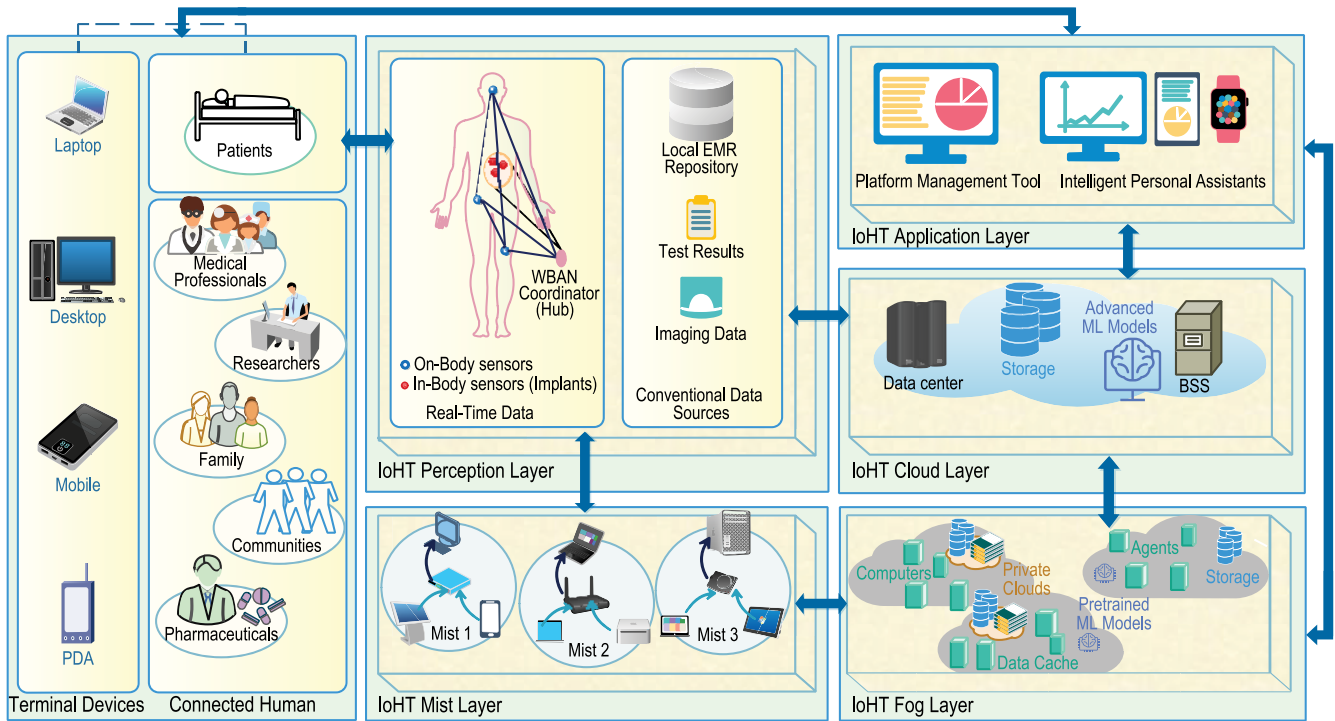 Laptop
Desktop
Mobile
PDA
Terminal Devices
Patients
Medical
Professionals
Researchers
Family
Communities
Pharmaceuticals
Connected Human
WBAN
Coordinator
(Hub)
On-Body sensors
In-Body sensors (Implants)
Real-Time Data
Local EMR
Repository
Test Results
Imaging Data
Conventional Data
Sources
IoHT Perception Layer
Platform Management Tool
Intelligent Personal Assistants
IoHT Application Layer
Data center
Storage
Advanced
ML Models
BSS
IoHT Cloud Layer
Mist 1
Mist 2
Mist 3
IoHT Mist Layer
Computers
Private
Clouds
Data Cache
Agents
Storage
Pretrained
ML Models
IoHT Fog Layer